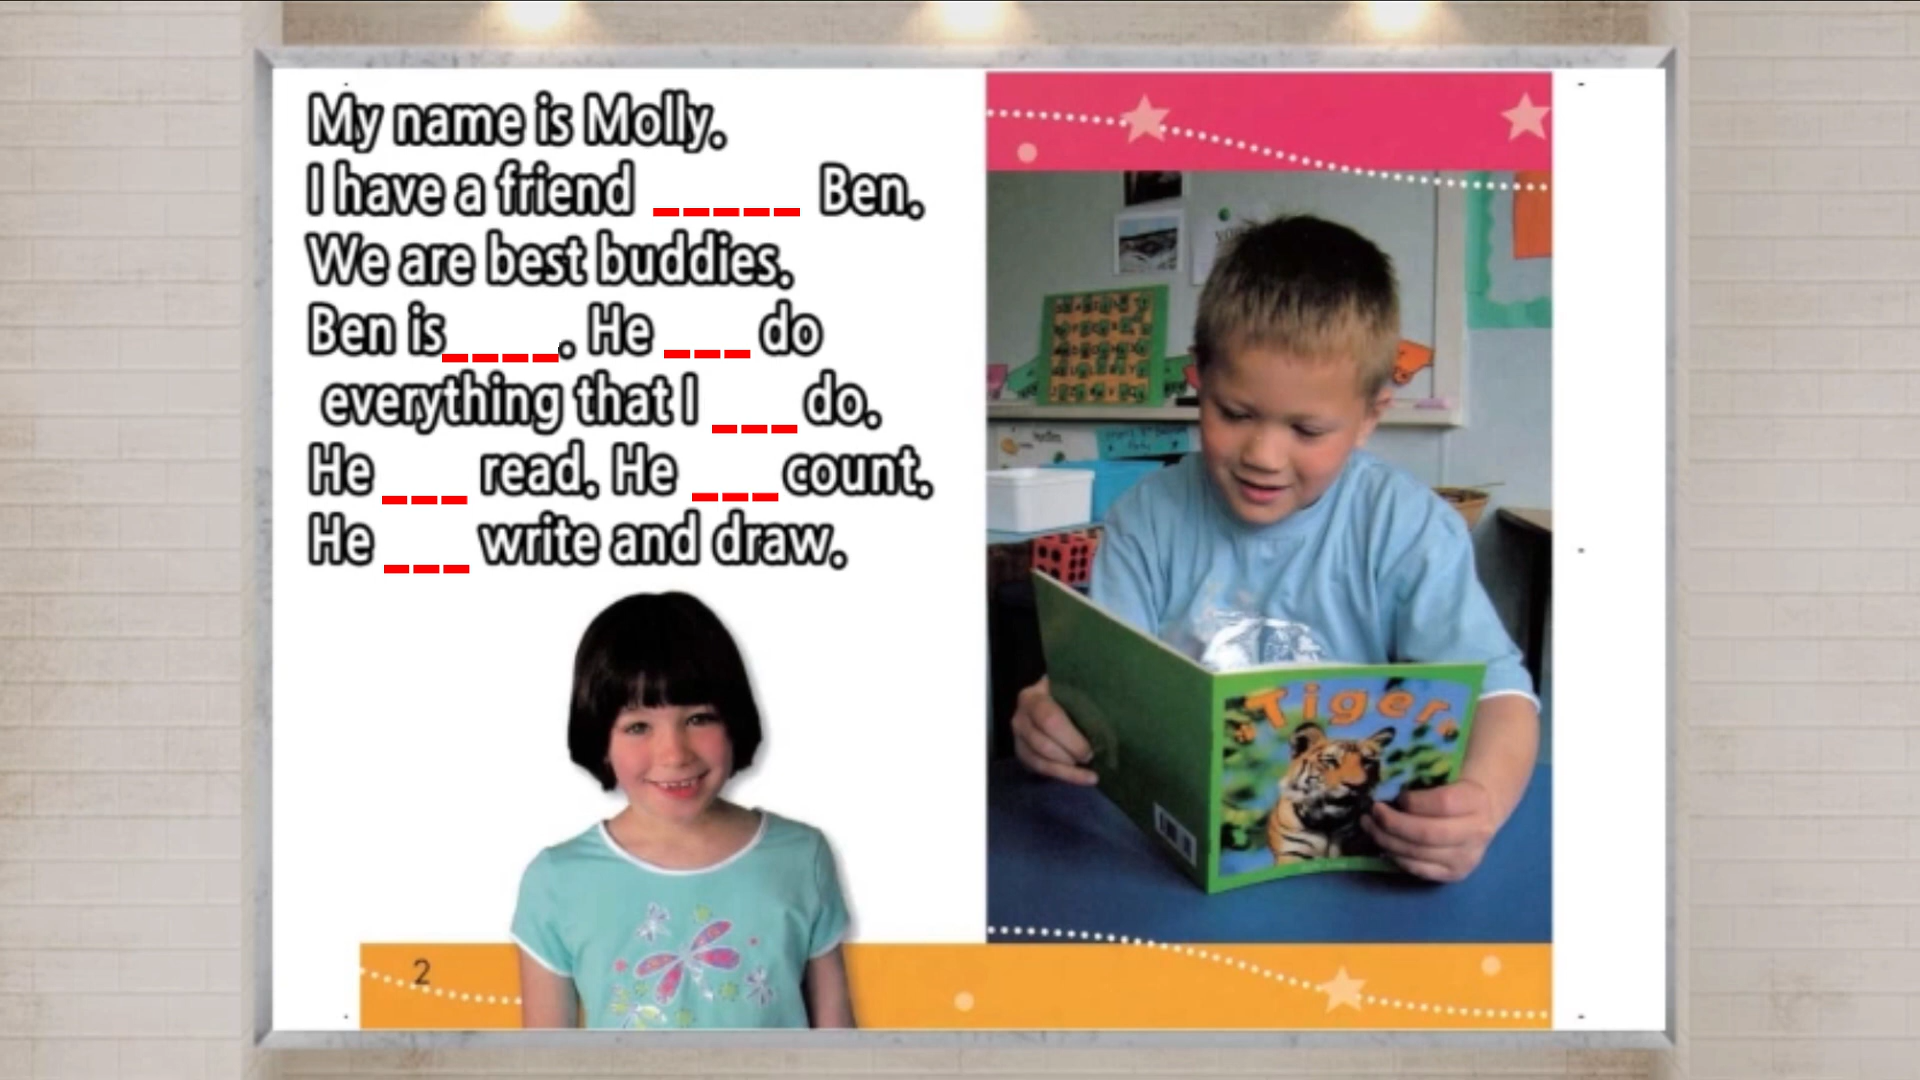 My name is Molly.
I have a friend _____ Ben.
We are best buddies.
Ben is____. He ___ do
everything that I ___ do.
He ___ read. He ___ count.
He ___ write and draw.
Tiger,
2